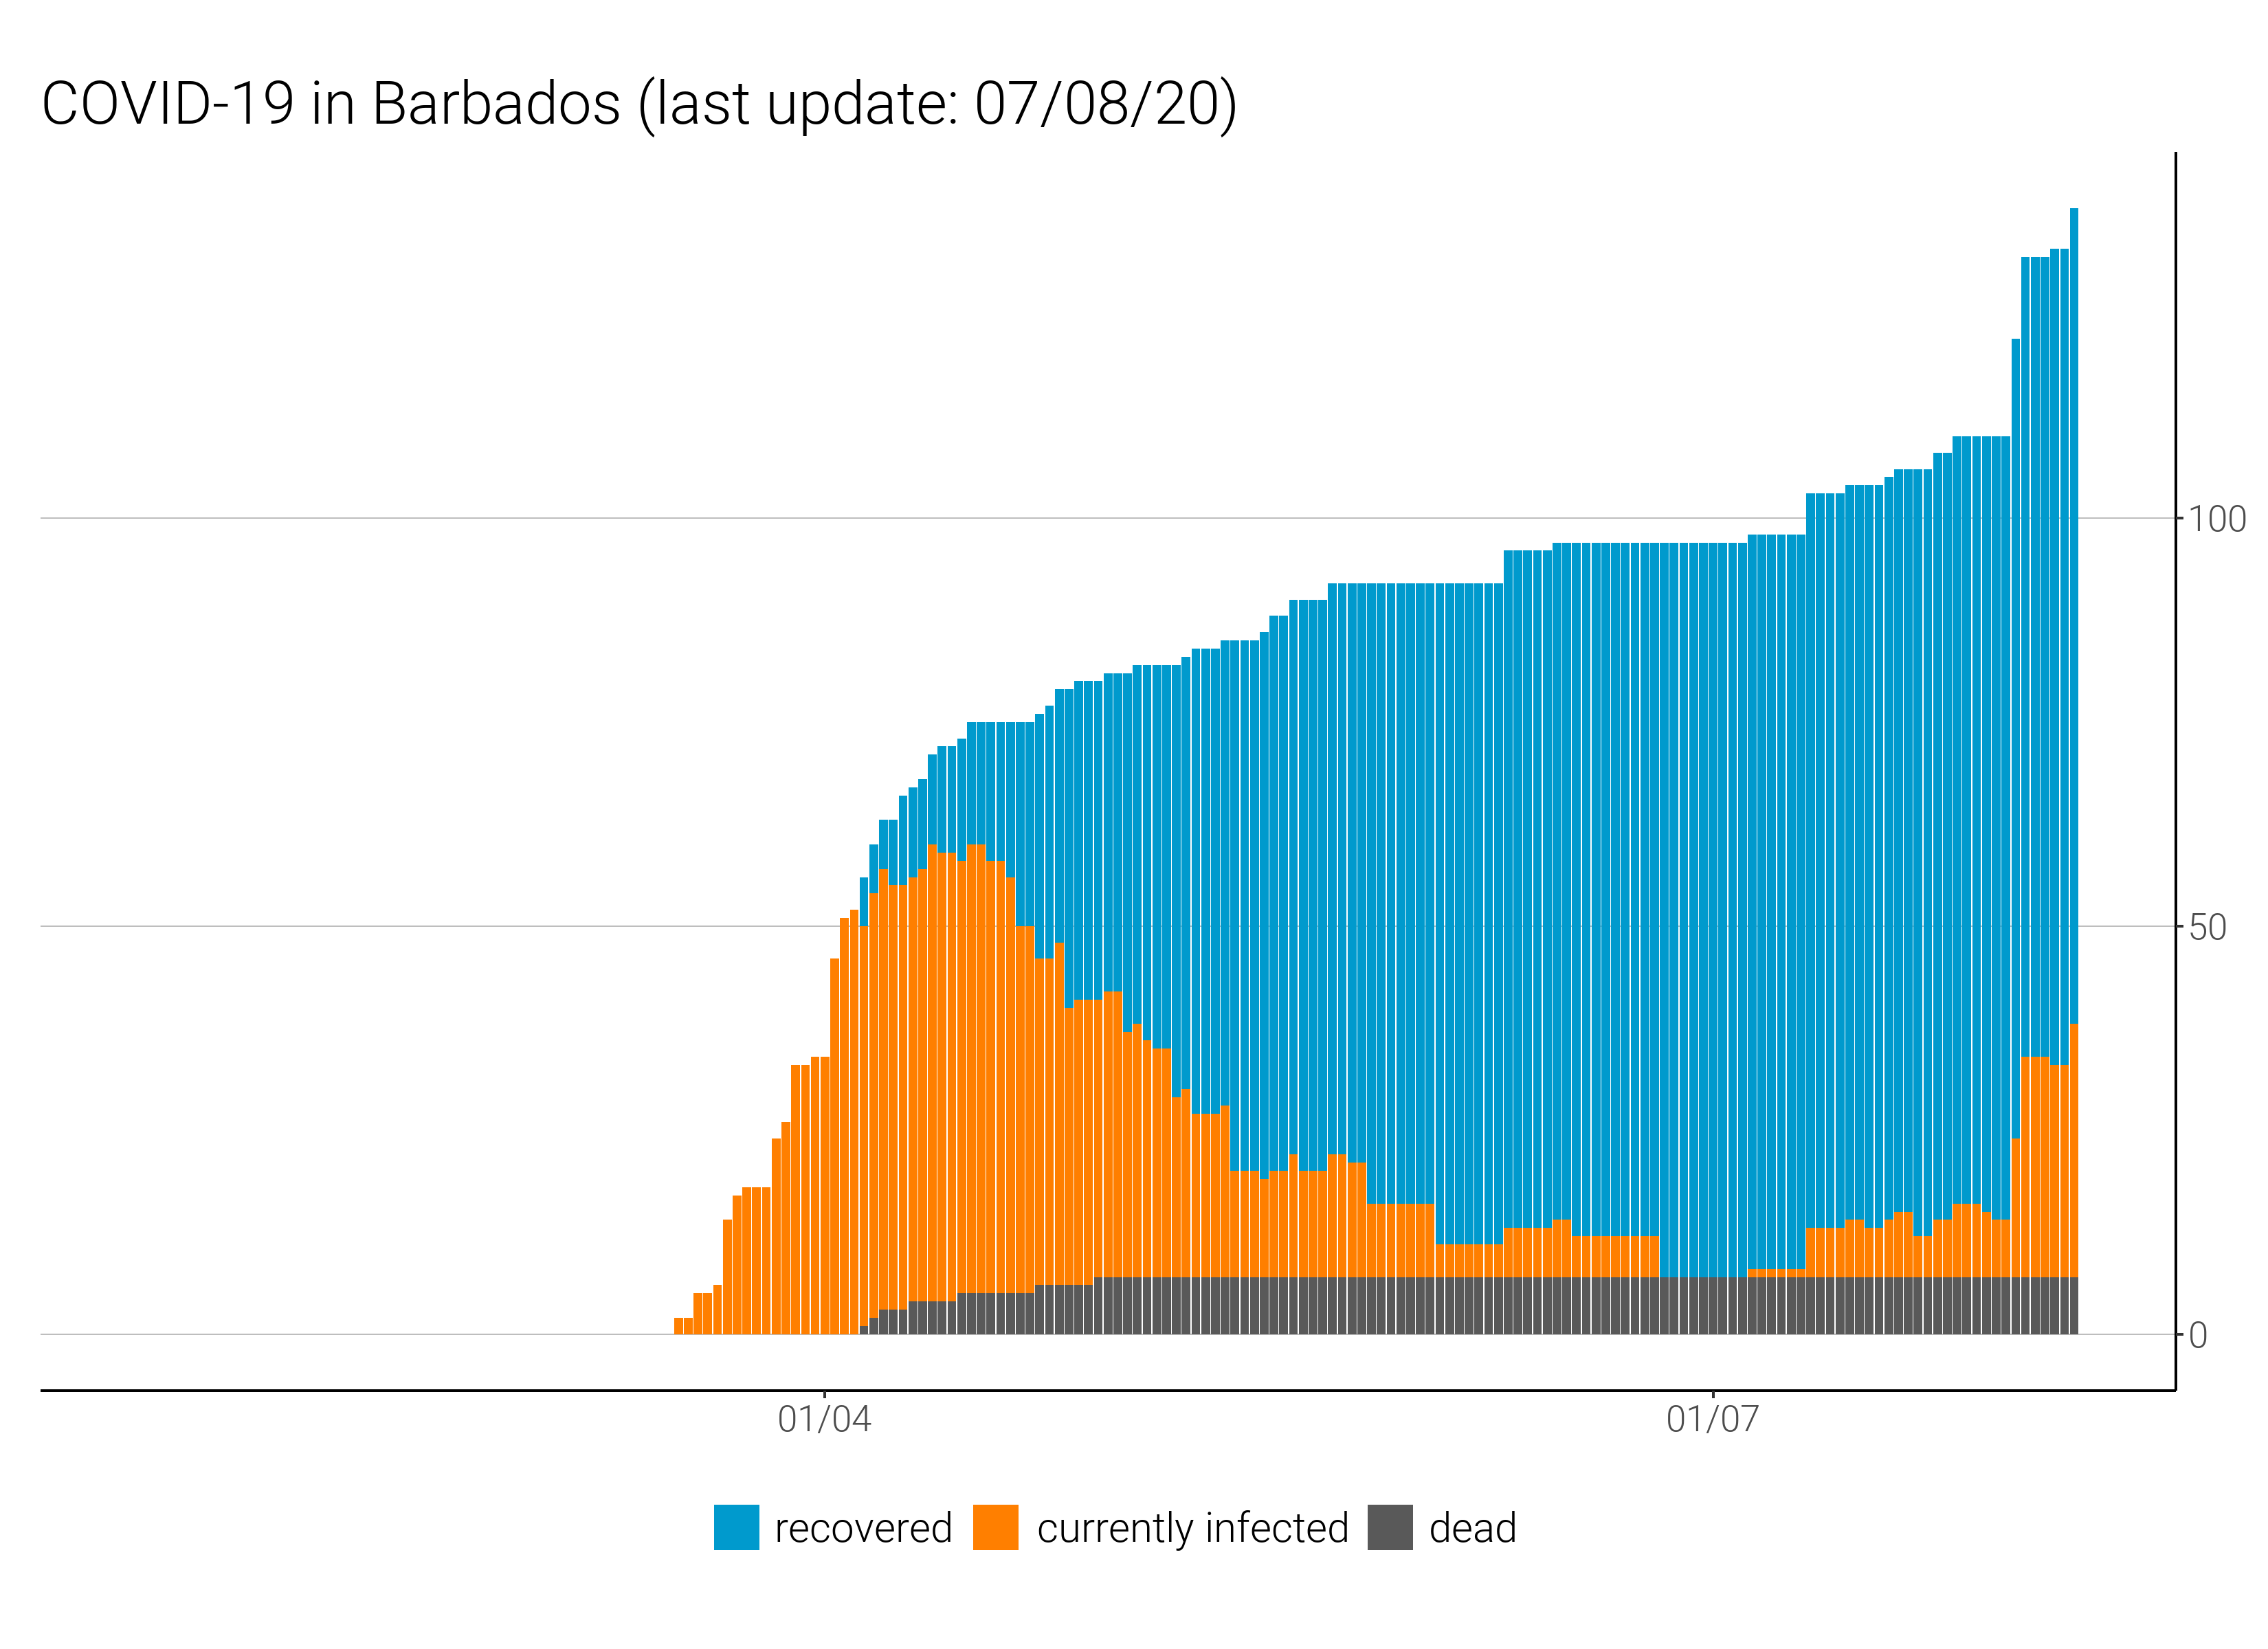 COVID-19 in Barbados (last update: 07/08/20)
100
50
0
01/04 01/07
recovered currently infected dead